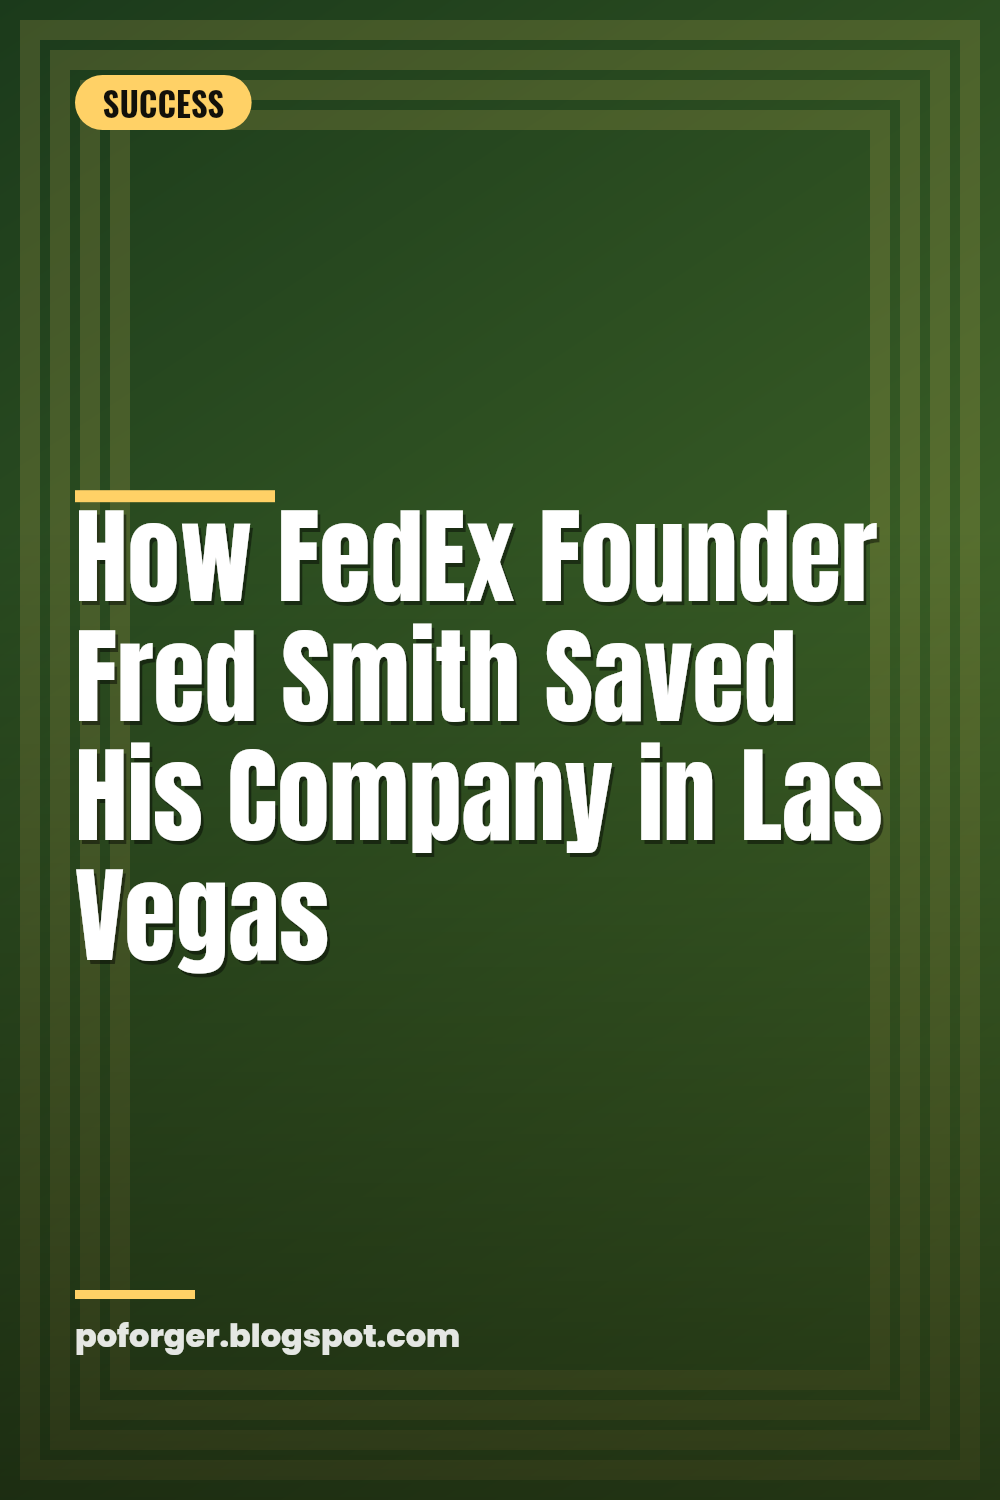 SUCCESS
How FedEx Founder
Fred Smith Saved
His Company in Las
Vegas
poforger.blogspot.com